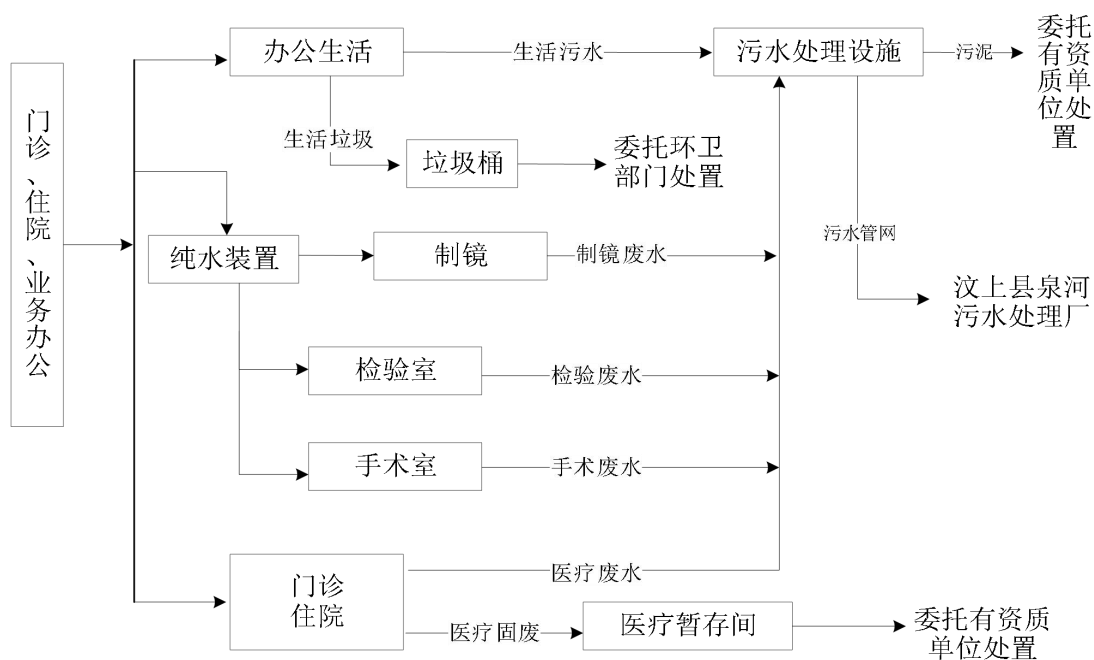 门诊、住院、业务办公
办公生活
生活污水
污水处理设施
污泥
委托
有资
质单
位处
置
生活垃圾
垃圾桶
委托环卫
部门处置
纯水装置
制镜
制镜废水
污水管网
汶上县泉河
污水处理厂
检验室
检验废水
手术室
手术废水
门诊
住院
医疗废水
医疗固废
医疗暂存间
委托有资质
单位处置